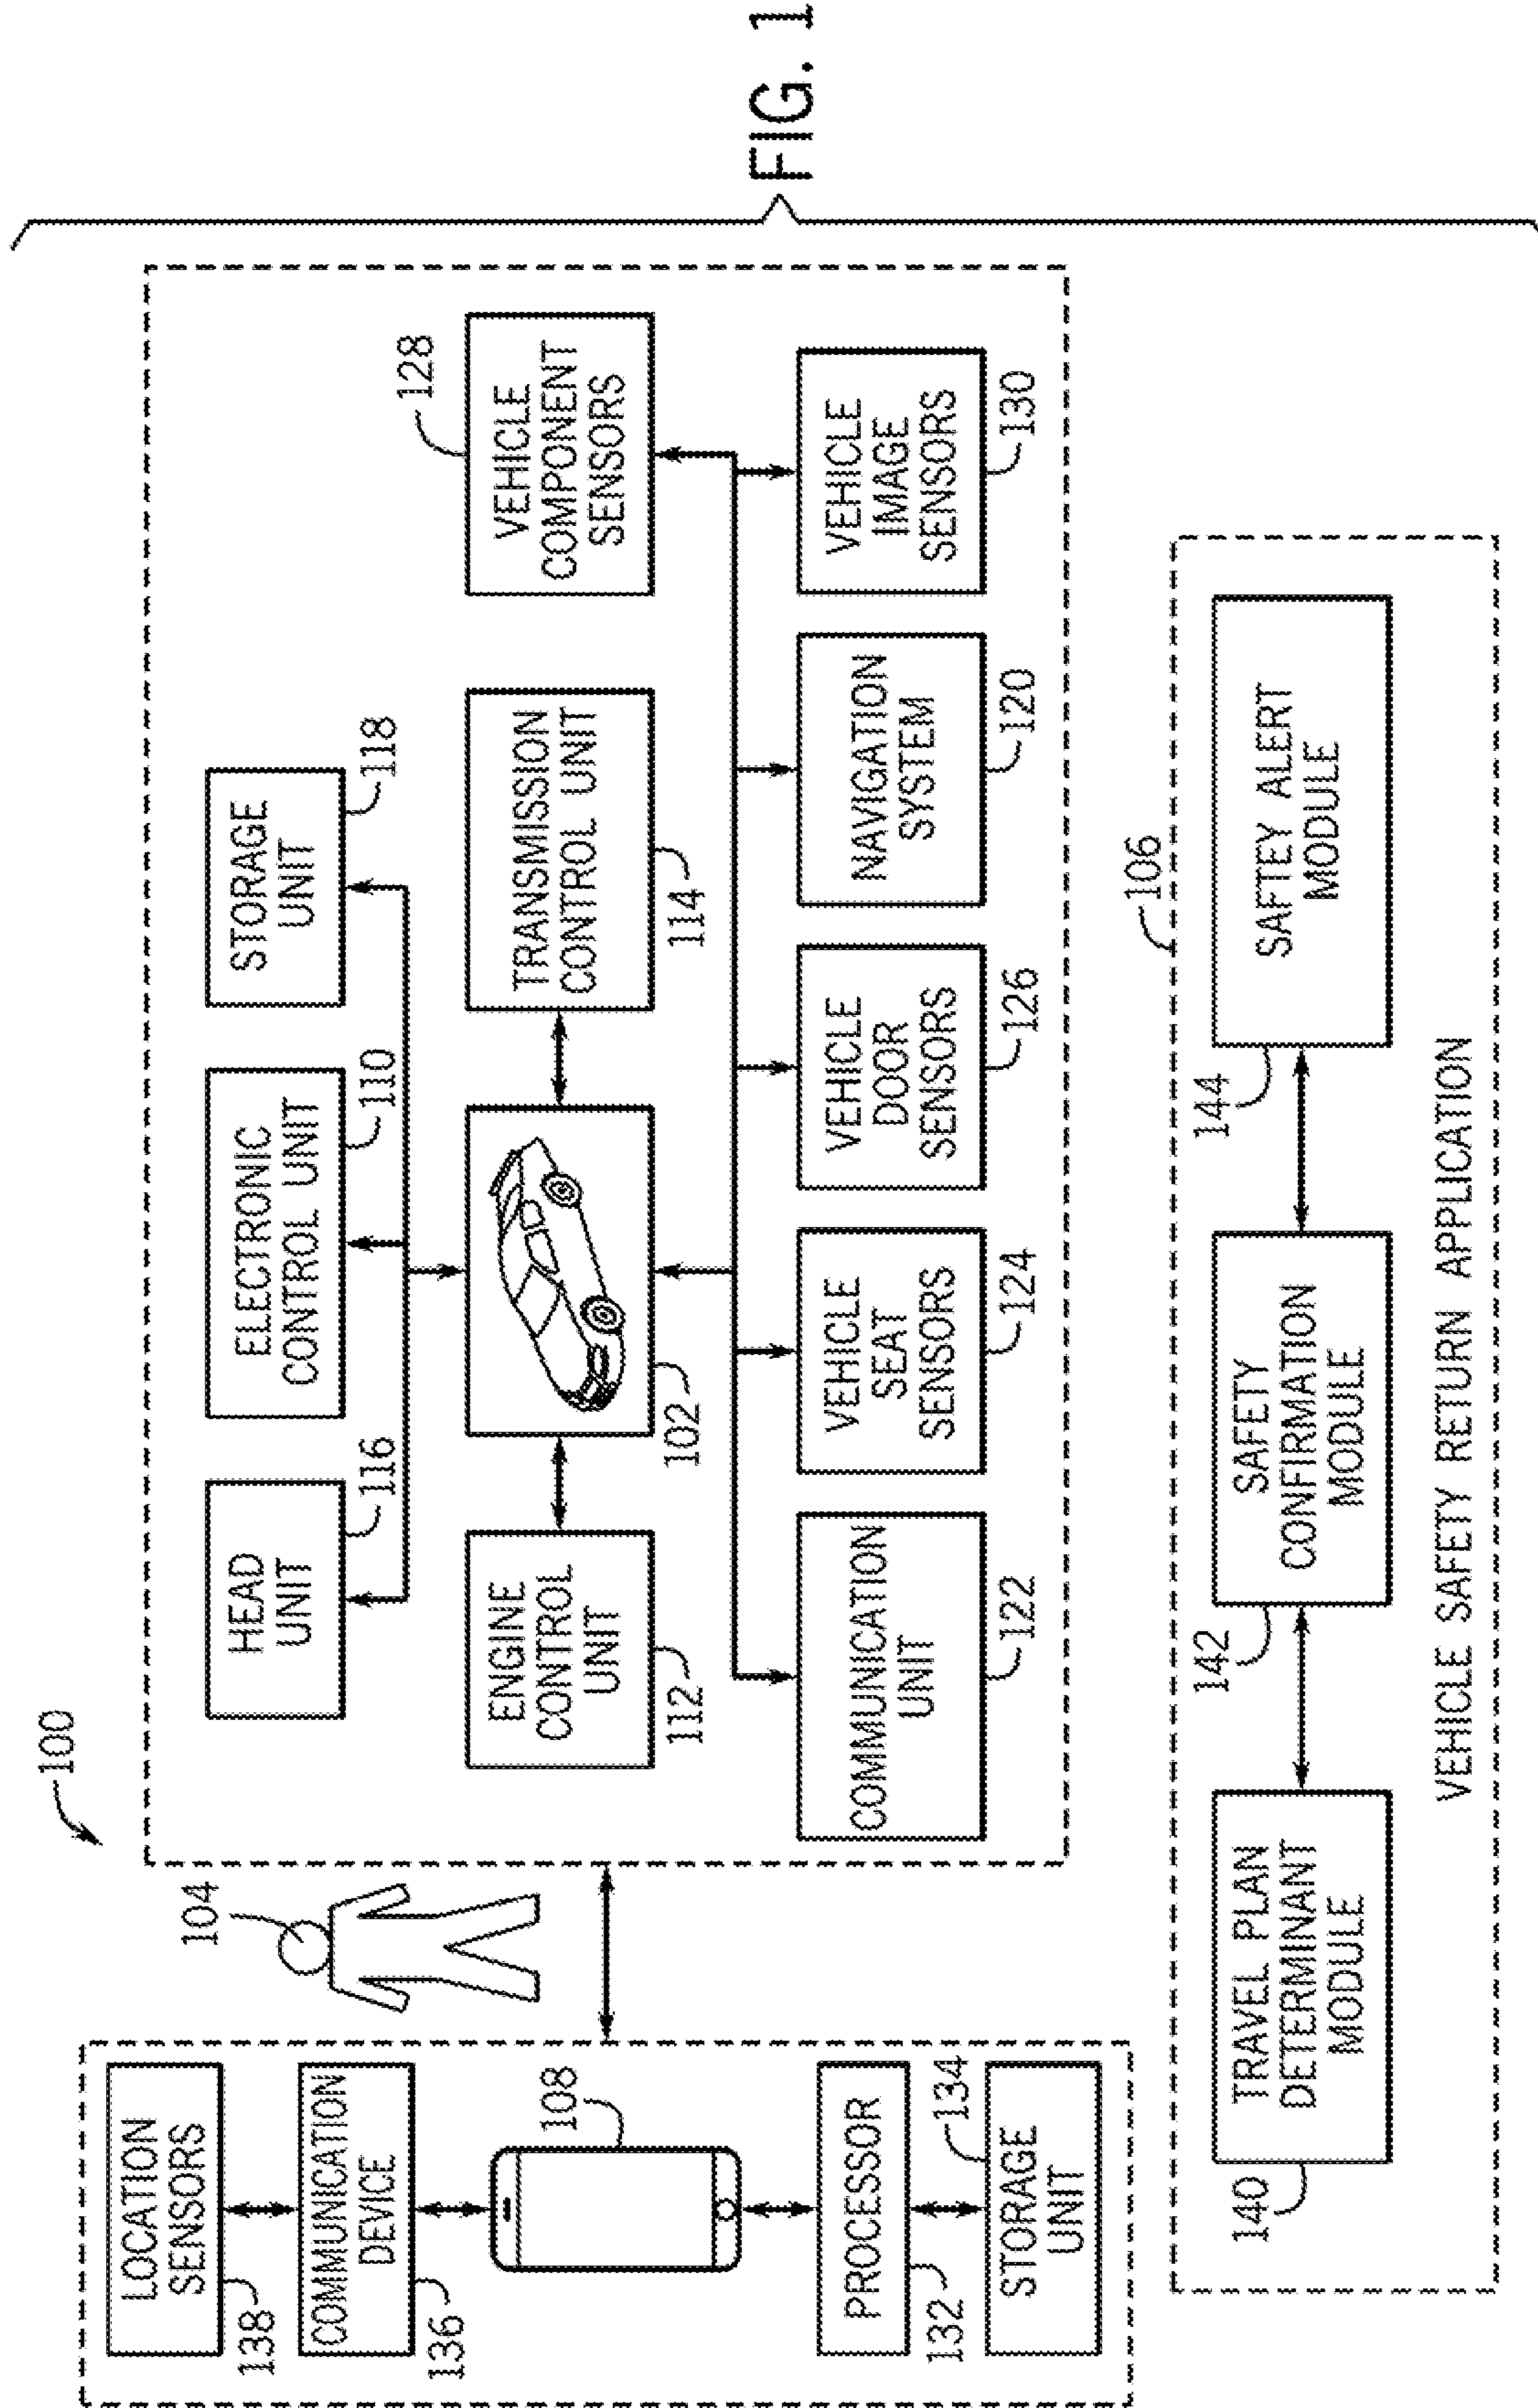 100
104
LOCATION
SENSORS
138
COMMUNICATION
DEVICE
136
108
PROCESSOR
132
134
STORAGE
UNIT
HEAD
UNIT
116
ELECTRONIC
CONTROL UNIT
110
STORAGE
UNIT
118
ENGINE
CONTROL
UNIT
112
102
TRANSMISSION
CONTROL UNIT
114
128
VEHICLE
COMPONENT
SENSORS
COMMUNICATION
UNIT
122
VEHICLE
SEAT
SENSORS
124
VEHICLE
DOOR
SENSORS
126
NAVIGATION
SYSTEM
120
VEHICLE
IMAGE
SENSORS
130
106
140
TRAVEL PLAN
DETERMINANT
MODULE
142
SAFETY
CONFIRMATION
MODULE
144
SAFTEY ALERT
MODULE
VEHICLE SAFETY RETURN APPLICATION
FIG. 1